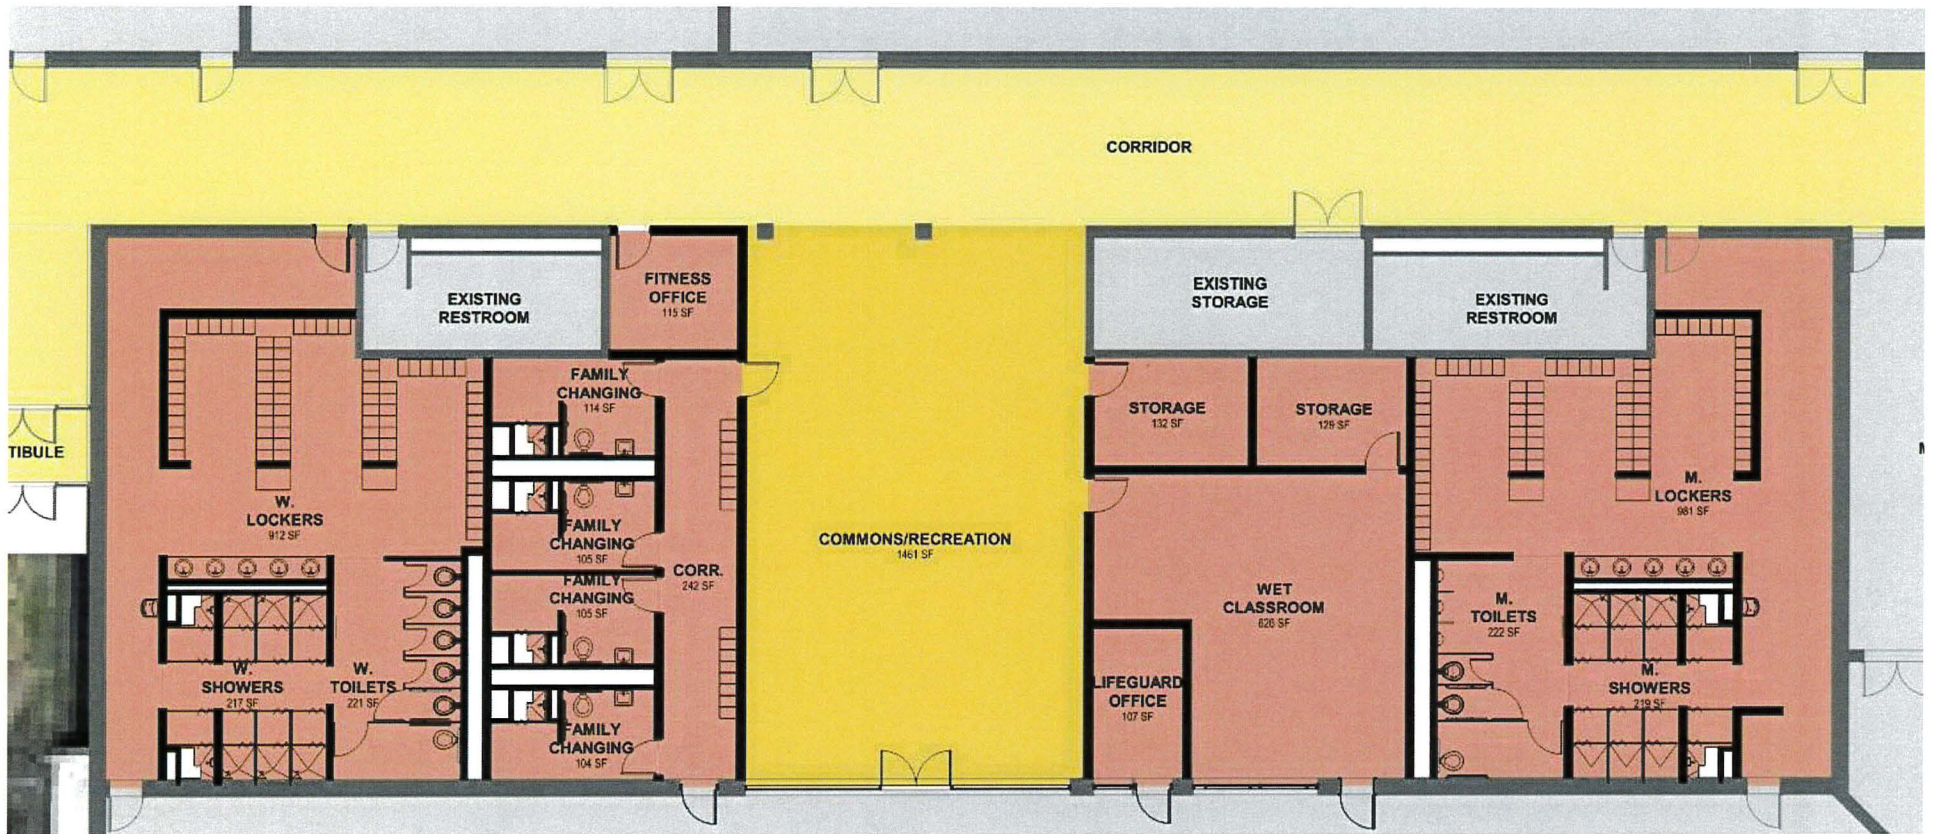 CORRIDOR
FITNESS
OFFICE
115 SF
EXISTING
RESTROOM
EXISTING
STORAGE
EXISTING
RESTROOM
FAMILY
CHANGING
114 SF
STORAGE
132 SF
STORAGE
129 SF
TIBULE
W.
LOCKERS
912 SF
M.
LOCKERS
981 SF
FAMILY
CHANGING
105 SF
COMMONS/RECREATION
1461 SF
CORR.
242 SF
FAMILY
CHANGING
105 SF
WET
CLASSROOM
626 SF
M.
TOILETS
222 SF
W.
SHOWERS
217 SF
W.
TOILETS
221 SF
LIFEGUARD
OFFICE
107 SF
M.
SHOWERS
219 SF
FAMILY
CHANGING
104 SF